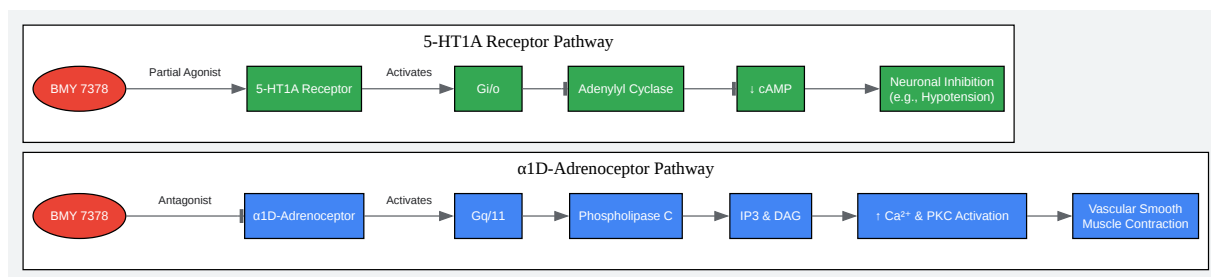 5-HT1A Receptor Pathway
BMY 7378
Partial Agonist
5-HT1A Receptor
Activates
Gi/o
Adenylyl Cyclase
↓ cAMP
Neuronal Inhibition
(e.g., Hypotension)
α1D-Adrenoceptor Pathway
BMY 7378
Antagonist
α1D-Adrenoceptor
Activates
Gq/11
Phospholipase C
IP3 & DAG
↑ Ca²⁺ & PKC Activation
Vascular Smooth
Muscle Contraction